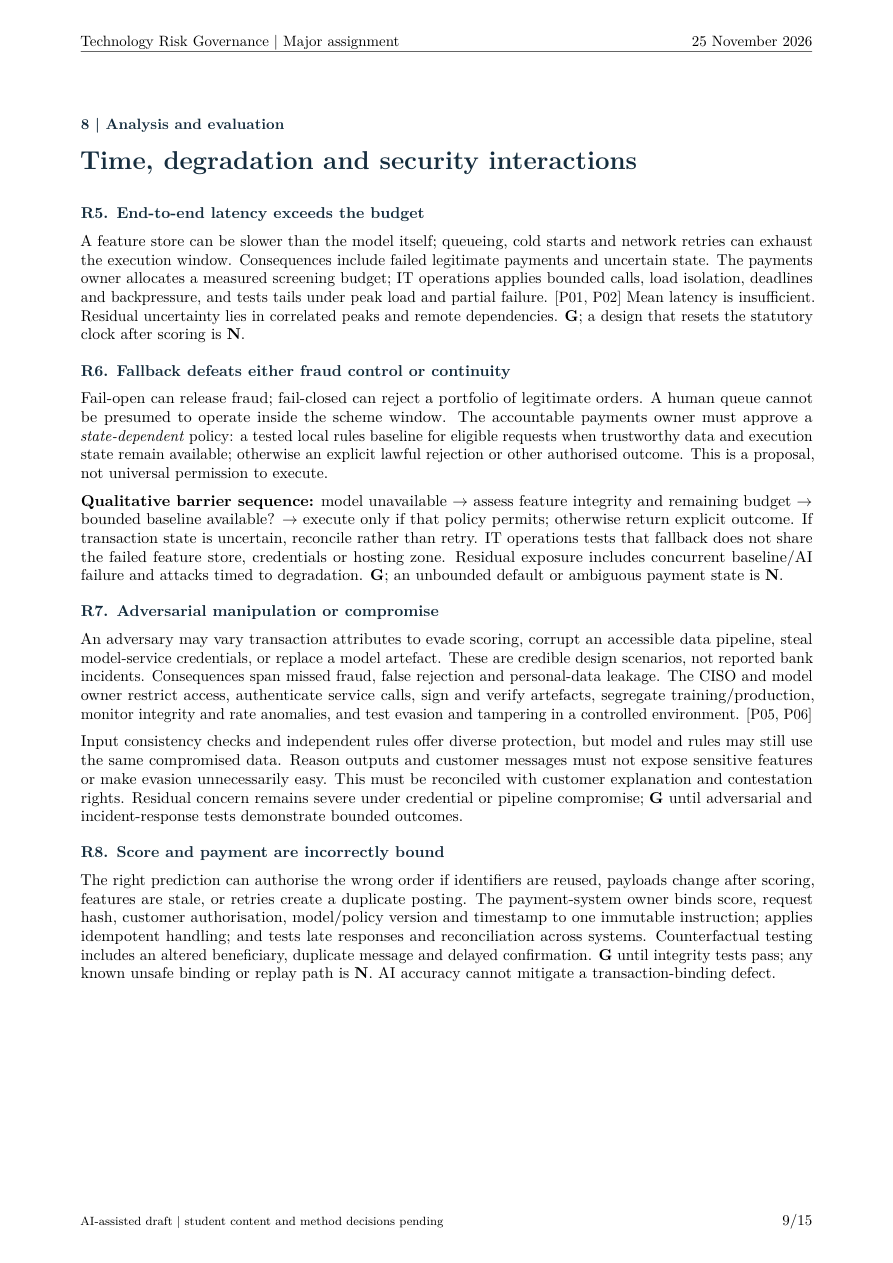 Technology Risk Governance | Major assignment 25 November 2026
8 | Analysis and evaluation
Time, degradation and security interactions
R5. End-to-end latency exceeds the budget
A feature store can be slower than the model itself; queueing, cold starts and network retries can exhaust
the execution window. Consequences include failed legitimate payments and uncertain state. The payments
owner allocates a measured screening budget; IT operations applies bounded calls, load isolation, deadlines
and backpressure, and tests tails under peak load and partial failure. [P01, P02] Mean latency is insufficient.
Residual uncertainty lies in correlated peaks and remote dependencies. G; a design that resets the statutory
clock after scoring is N.
R6. Fallback defeats either fraud control or continuity
Fail-open can release fraud; fail-closed can reject a portfolio of legitimate orders. A human queue cannot
be presumed to operate inside the scheme window. The accountable payments owner must approve a
state-dependent policy: a tested local rules baseline for eligible requests when trustworthy data and execution
state remain available; otherwise an explicit lawful rejection or other authorised outcome. This is a proposal,
not universal permission to execute.
Qualitative barrier sequence: model unavailable → assess feature integrity and remaining budget →
bounded baseline available? → execute only if that policy permits; otherwise return explicit outcome. If
transaction state is uncertain, reconcile rather than retry. IT operations tests that fallback does not share
the failed feature store, credentials or hosting zone. Residual exposure includes concurrent baseline/AI
failure and attacks timed to degradation. G; an unbounded default or ambiguous payment state is N.
R7. Adversarial manipulation or compromise
An adversary may vary transaction attributes to evade scoring, corrupt an accessible data pipeline, steal
model-service credentials, or replace a model artefact. These are credible design scenarios, not reported bank
incidents. Consequences span missed fraud, false rejection and personal-data leakage. The CISO and model
owner restrict access, authenticate service calls, sign and verify artefacts, segregate training/production,
monitor integrity and rate anomalies, and test evasion and tampering in a controlled environment. [P05, P06]
Input consistency checks and independent rules offer diverse protection, but model and rules may still use
the same compromised data. Reason outputs and customer messages must not expose sensitive features
or make evasion unnecessarily easy. This must be reconciled with customer explanation and contestation
rights. Residual concern remains severe under credential or pipeline compromise; G until adversarial and
incident-response tests demonstrate bounded outcomes.
R8. Score and payment are incorrectly bound
The right prediction can authorise the wrong order if identifiers are reused, payloads change after scoring,
features are stale, or retries create a duplicate posting. The payment-system owner binds score, request
hash, customer authorisation, model/policy version and timestamp to one immutable instruction; applies
idempotent handling; and tests late responses and reconciliation across systems. Counterfactual testing
includes an altered beneficiary, duplicate message and delayed confirmation. G until integrity tests pass; any
known unsafe binding or replay path is N. AI accuracy cannot mitigate a transaction-binding defect.
AI-assisted draft | student content and method decisions pending 9/15